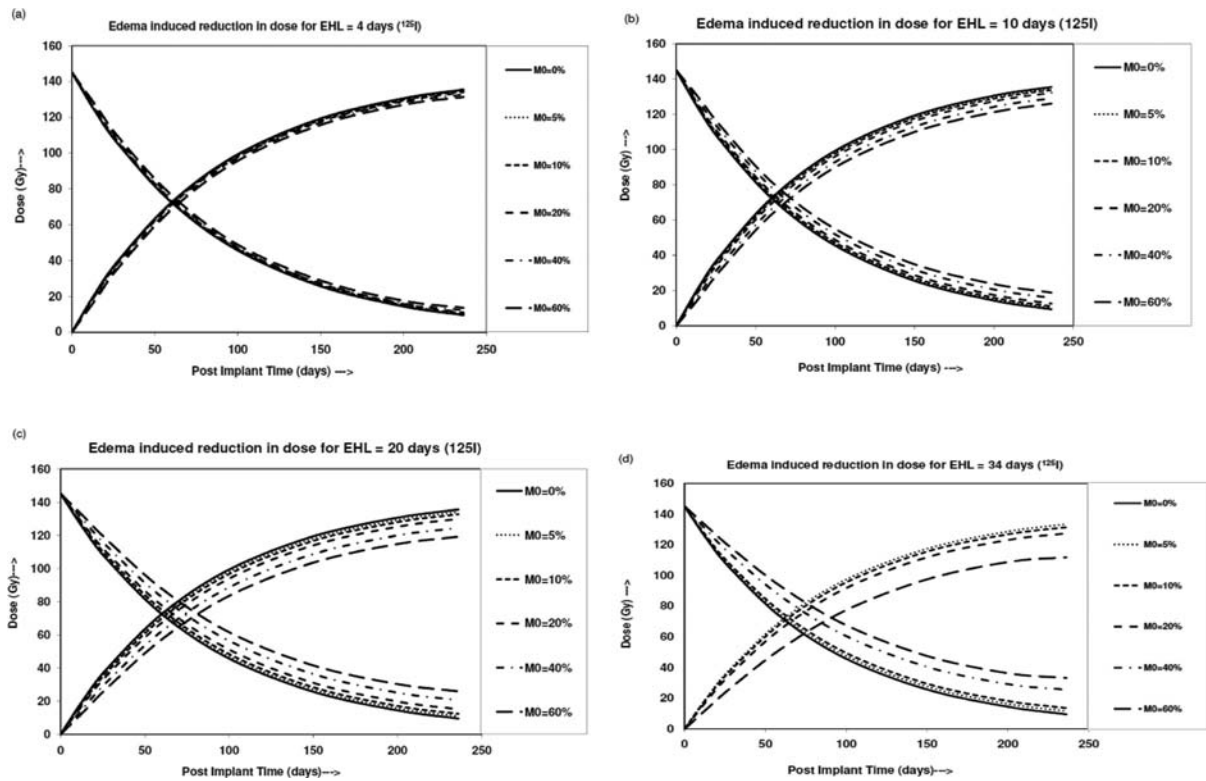 (a)
Edema induced reduction in dose for EHL = 4 days (¹²⁵I)
160
140
120
100
80
60
40
20
0
Dose (Gy)--->
0 50 100 150 200 250
Post Implant Time (days) --->
M0=0%
M0=5%
M0=10%
M0=20%
M0=40%
M0=60%
(b)
Edema induced reduction in dose for EHL = 10 days (125I)
160
140
120
100
80
60
40
20
0
Dose (Gy) --->
0 50 100 150 200 250
Post Implant Time (days) --->
M0=0%
M0=5%
M0=10%
M0=20%
M0=40%
M0=60%
(c)
Edema induced reduction in dose for EHL = 20 days (125I)
160
140
120
100
80
60
40
20
0
Dose (Gy)--->
0 50 100 150 200 250
Post Implant Time (days)--->
M0=0%
M0=5%
M0=10%
M0=20%
M0=40%
M0=60%
(d)
Edema induced reduction in dose for EHL = 34 days (¹²⁵I)
160
140
120
100
80
60
40
20
0
Dose (Gy) --->
0 50 100 150 200 250
Post Implant Time (days)--->
M0=0%
M0=5%
M0=10%
M0=20%
M0=40%
M0=60%